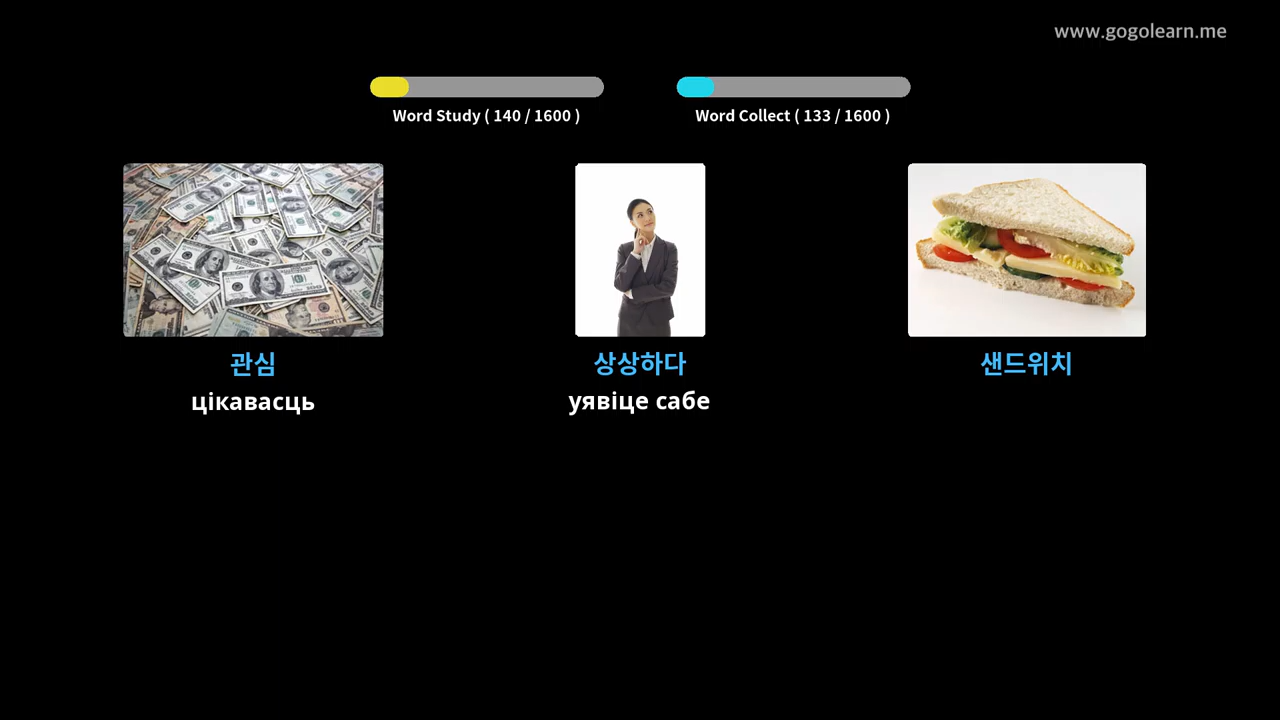 www.gogolearn.me
Word Study ( 140 / 1600 )
Word Collect ( 133 / 1600 )
관심
상상하다
샌드위치
цікавасць
уявіце сабе